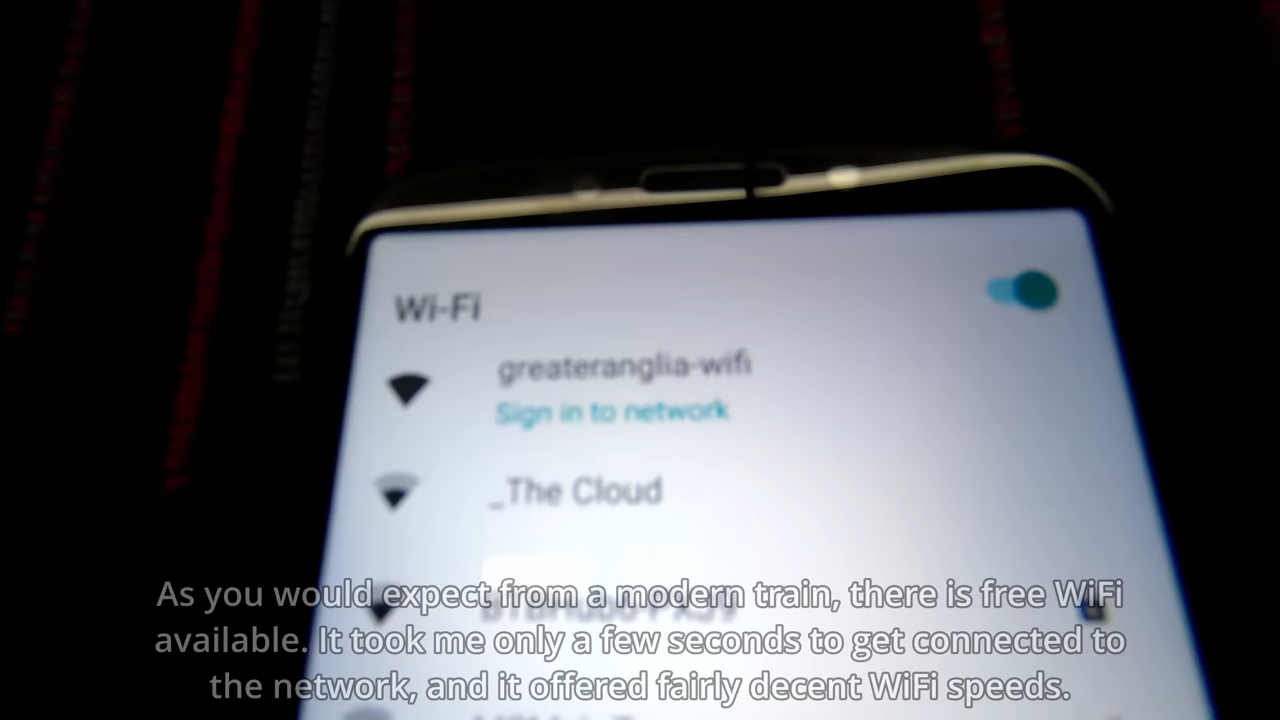 Wi-Fi
greateranglia-wifi
Sign in to network
_The Cloud
As you would expect from a modern train, there is free WiFi
available. It took me only a few seconds to get connected to
the network, and it offered fairly decent WiFi speeds.